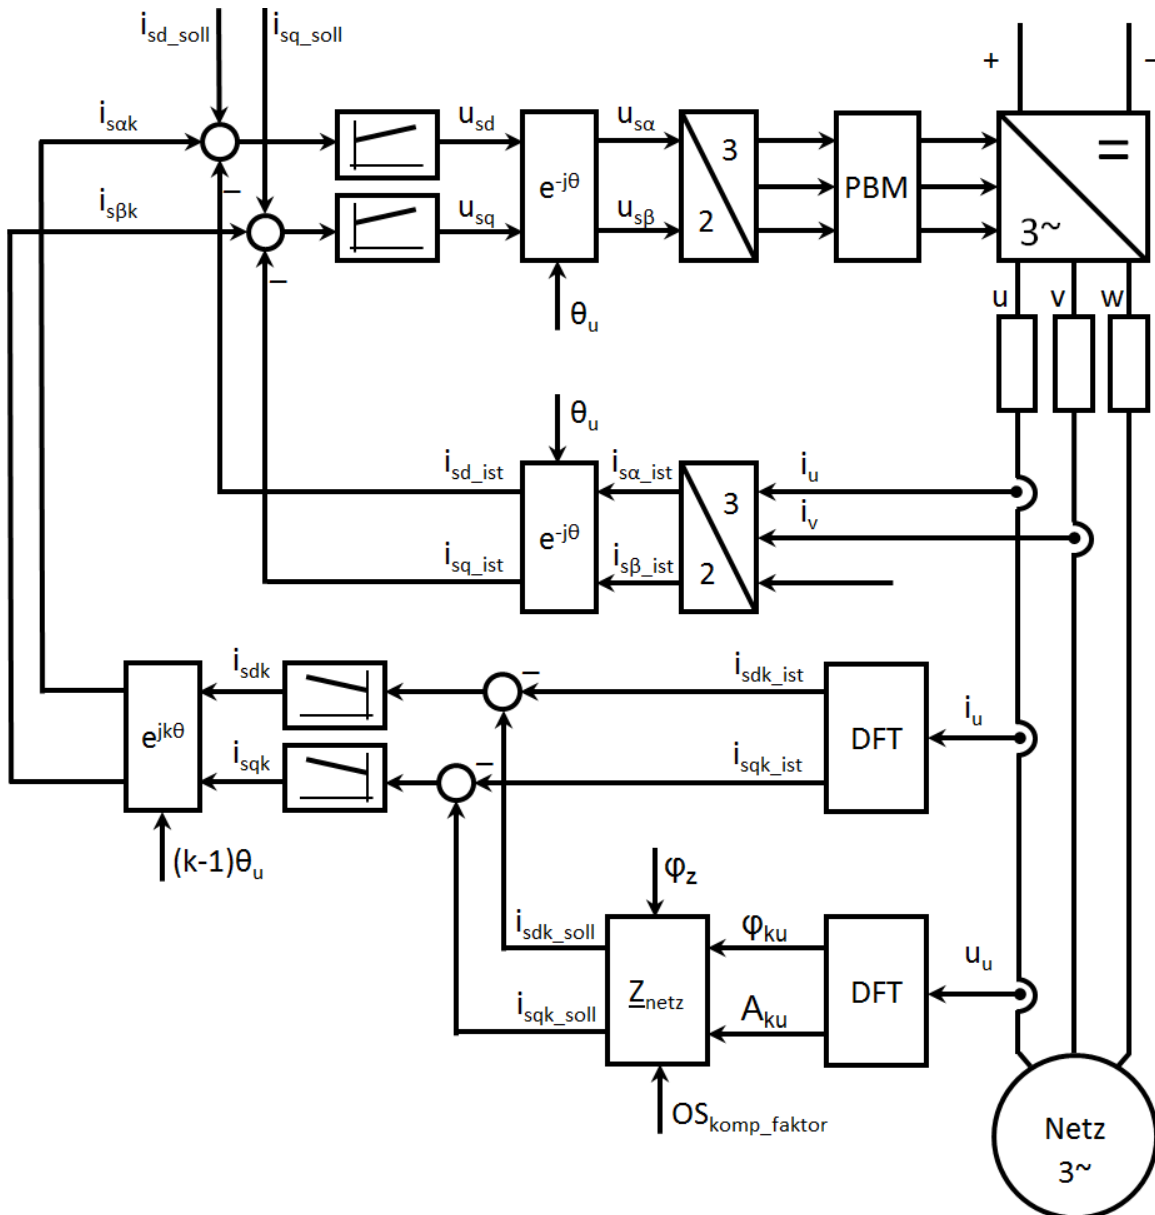 i_sd_soll
i_sq_soll
+
–
i_sαk
u_sd
u_sα
3
=
–
e^-jθ
PBM
i_sβk
u_sq
u_sβ
2
3~
–
θ_u
u
v
w
θ_u
i_sd_ist
i_sα_ist
i_u
3
i_v
e^-jθ
i_sq_ist
i_sβ_ist
2
i_sdk
–
i_sdk_ist
i_u
e^jkθ
DFT
i_sqk
–
i_sqk_ist
(k-1)θ_u
φ_z
i_sdk_soll
φ_ku
u_u
Z_netz
DFT
i_sqk_soll
A_ku
OS_komp_faktor
Netz
3~